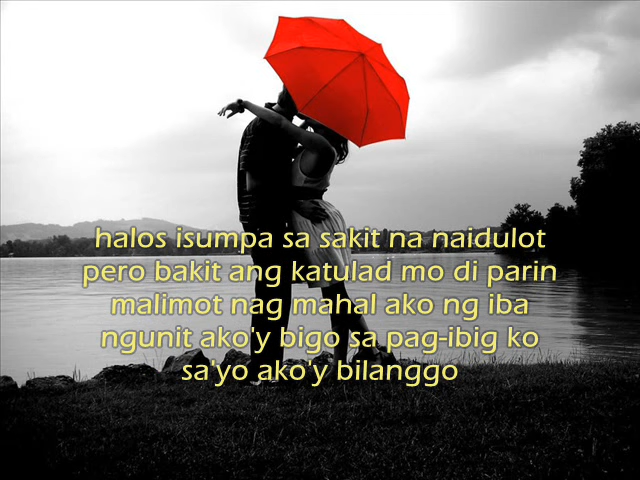 halos isumpa sa sakit na naidulot
pero bakit ang katulad mo di parin
malimot nag mahal ako ng iba
ngunit ako'y bigo sa pag-ibig ko
sa'yo ako'y bilanggo